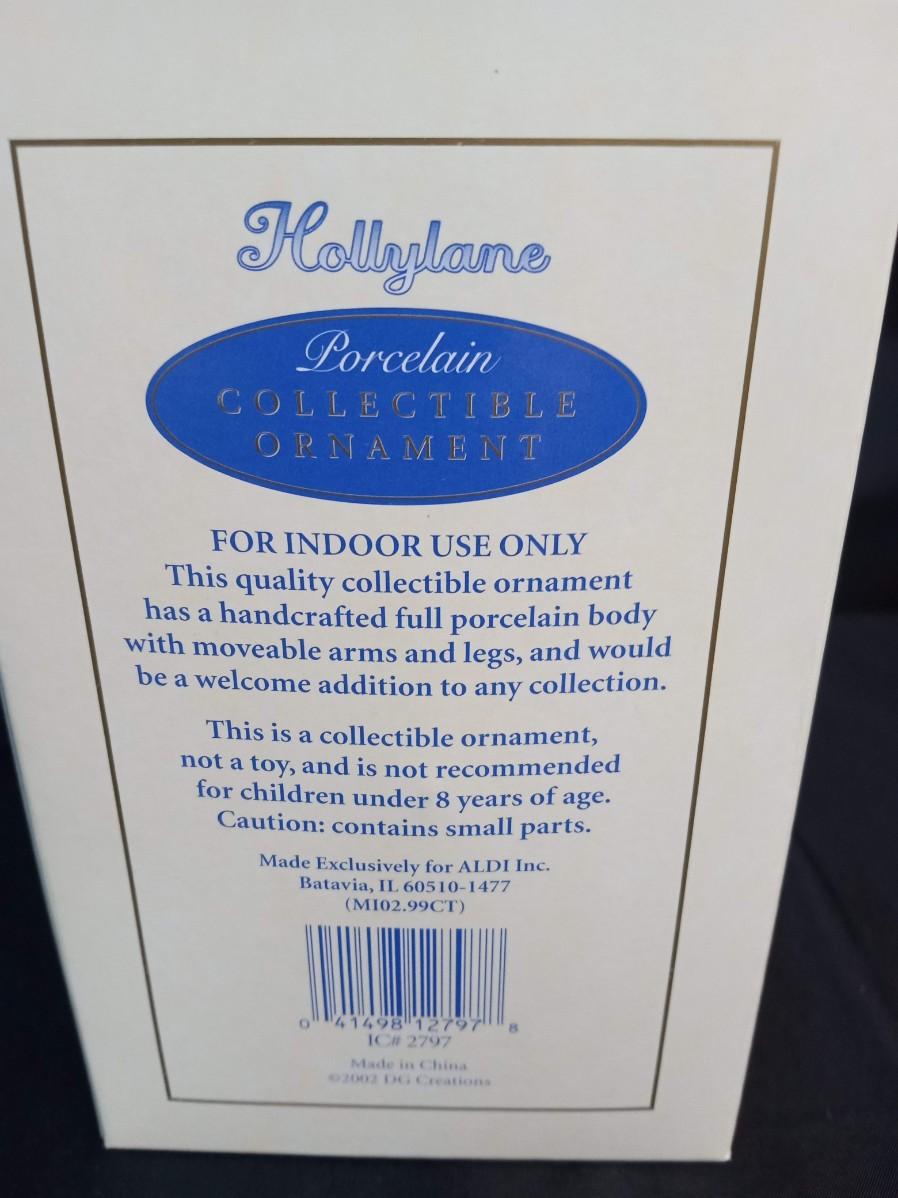 Hollylane
Porcelain
COLLECTIBLE
ORNAMENT
FOR INDOOR USE ONLY
This quality collectible ornament
has a handcrafted full porcelain body
with moveable arms and legs, and would
be a welcome addition to any collection.
This is a collectible ornament,
not a toy, and is not recommended
for children under 8 years of age.
Caution: contains small parts.
Made Exclusively for ALDI Inc.
Batavia, IL 60510-1477
(MI02.99CT)
0 41498 12797 8
IC# 2797
Made in China
©2002 DG Creations